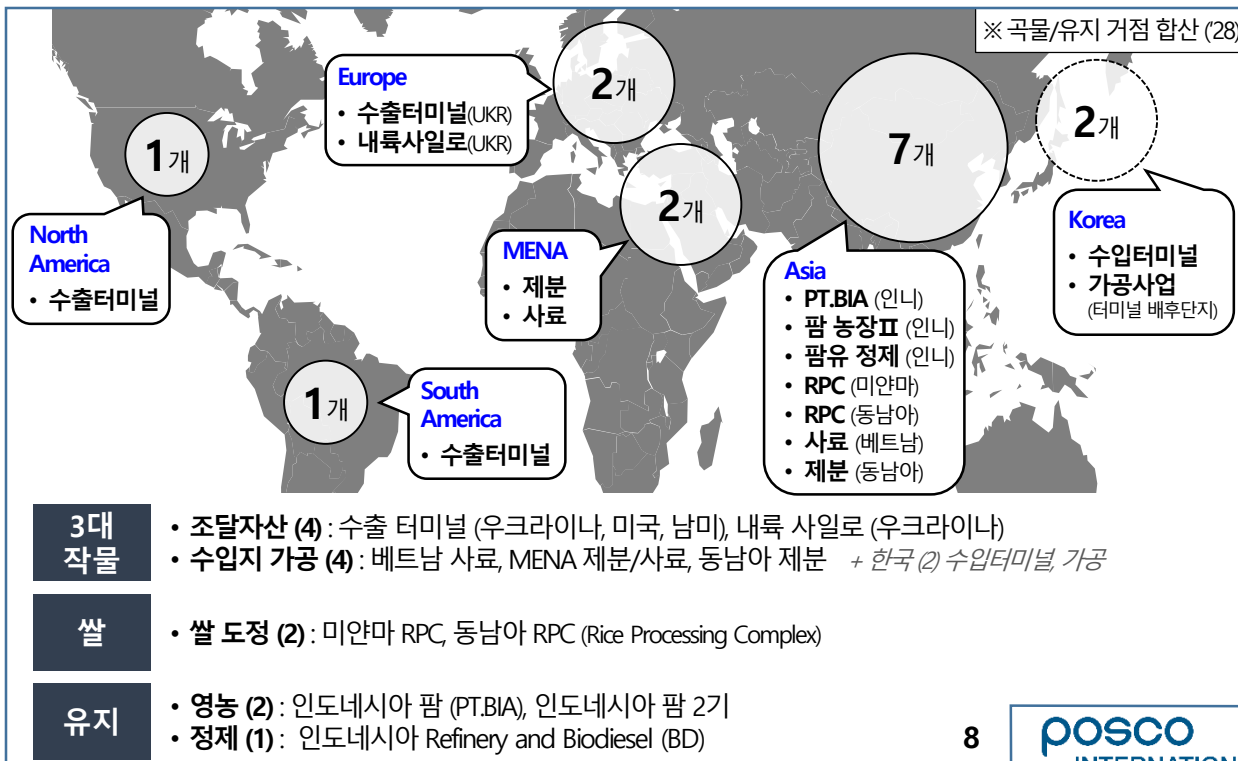 ※ 곡물/유지 거점 합산 ('28)
Europe
• 수출터미널(UKR)
• 내륙사일로(UKR)
2개
1개
7개
2개
2개
North
America
• 수출터미널
MENA
• 제분
• 사료
Asia
• PT.BIA (인니)
• 팜 농장Ⅱ (인니)
• 팜유 정제 (인니)
• RPC (미얀마)
• RPC (동남아)
• 사료 (베트남)
• 제분 (동남아)
Korea
• 수입터미널
• 가공사업
(터미널 배후단지)
1개
South
America
• 수출터미널
3대
작물
• 조달자산 (4) : 수출 터미널 (우크라이나, 미국, 남미), 내륙 사일로 (우크라이나)
• 수입지 가공 (4) : 베트남 사료, MENA 제분/사료, 동남아 제분 + 한국 (2) 수입터미널, 가공
쌀
• 쌀 도정 (2) : 미얀마 RPC, 동남아 RPC (Rice Processing Complex)
유지
• 영농 (2) : 인도네시아 팜 (PT.BIA), 인도네시아 팜 2기
• 정제 (1) : 인도네시아 Refinery and Biodiesel (BD)
8
posco